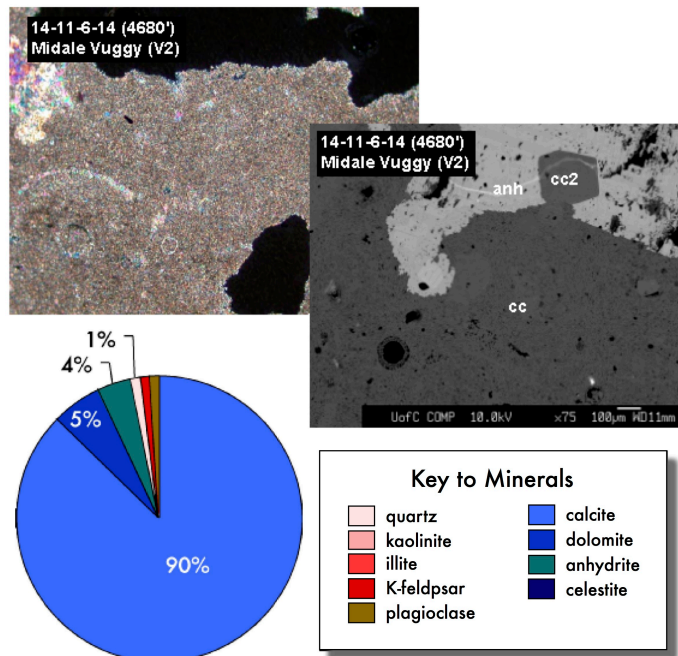 14-11-6-14 (4680')
Midale Vuggy (V2)
14-11-6-14 (4680')
Midale Vuggy (V2)
anh
cc2
cc
UofC COMP 10.0kV x75 100µm WD11mm
1%
4%
5%
90%
Key to Minerals
quartz
kaolinite
illite
K-feldpsar
plagioclase
calcite
dolomite
anhydrite
celestite